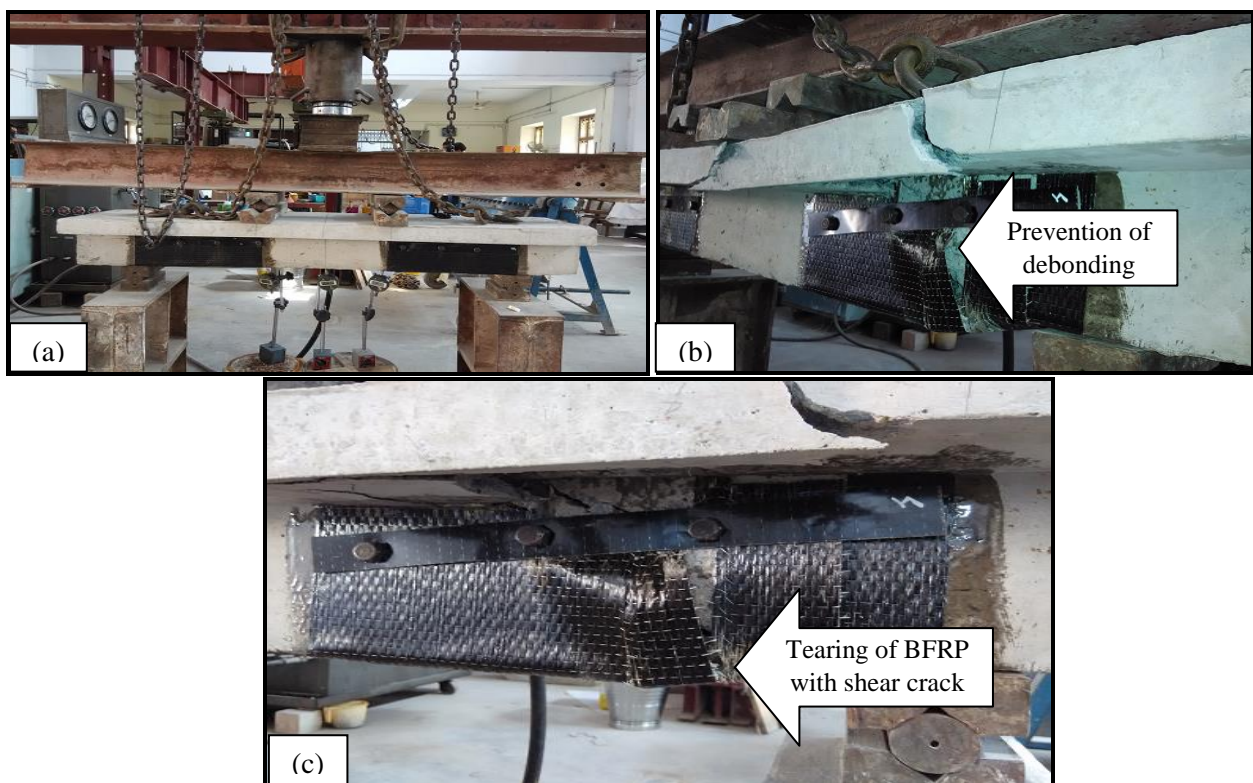 (a)
(b)
Prevention of
debonding
Tearing of BFRP
with shear crack
(c)